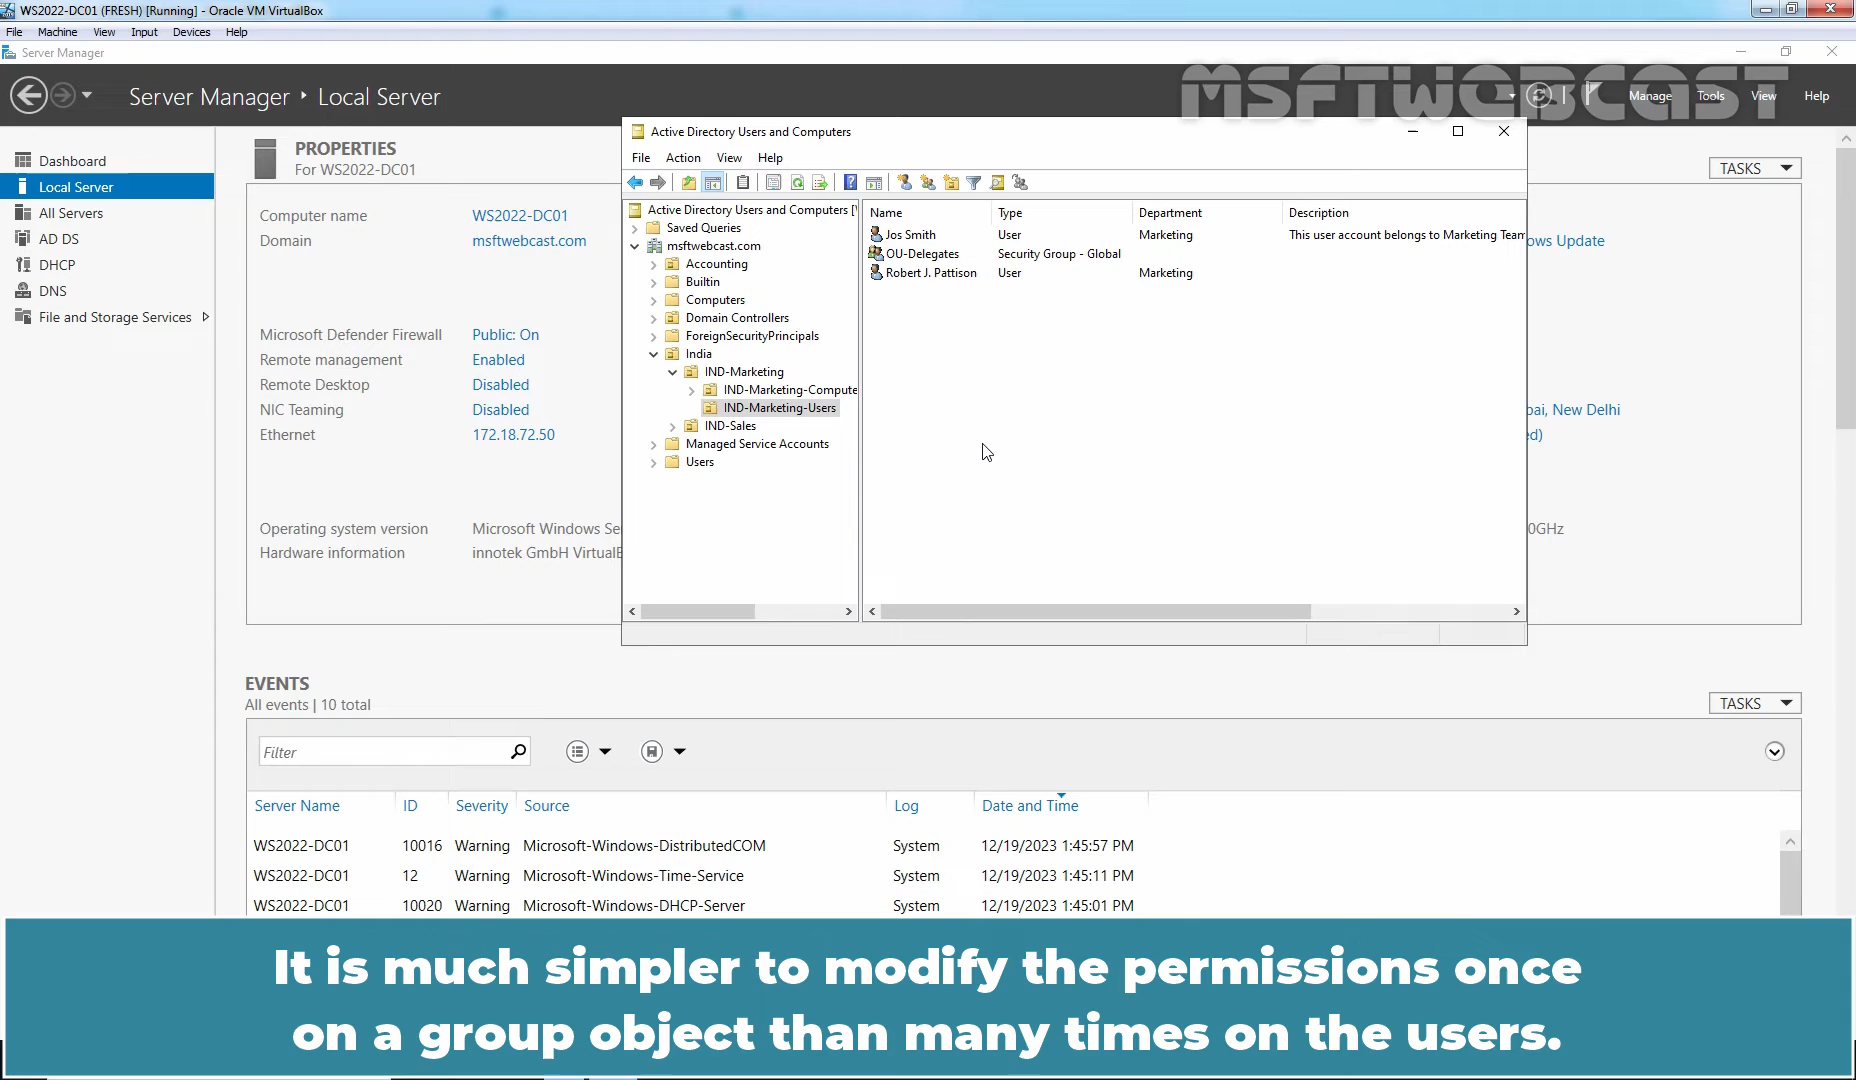 WS2022-DC01 (FRESH) [Running] - Oracle VM VirtualBox
File Machine View Input Devices Help
Server Manager
Server Manager Local Server
MSFTWEBCAST
Manage Tools View Help
Dashboard
Local Server
All Servers
AD DS
DHCP
DNS
File and Storage Services
PROPERTIES
For WS2022-DC01
TASKS
Computer name WS2022-DC01
Domain msftwebcast.com
ows Update
Microsoft Defender Firewall Public: On
Remote management Enabled
Remote Desktop Disabled
NIC Teaming Disabled
Ethernet 172.18.72.50
bai, New Delhi
ed)
Operating system version Microsoft Windows Se
Hardware information innotek GmbH VirtualB
0GHz
Active Directory Users and Computers
File Action View Help
Active Directory Users and Computers [
Saved Queries
msftwebcast.com
Accounting
Builtin
Computers
Domain Controllers
ForeignSecurityPrincipals
India
IND-Marketing
IND-Marketing-Compute
IND-Marketing-Users
IND-Sales
Managed Service Accounts
Users
Name Type Department Description
Jos Smith User Marketing This user account belongs to Marketing Team
OU-Delegates Security Group - Global
Robert J. Pattison User Marketing
EVENTS
All events | 10 total
TASKS
Filter
Server Name ID Severity Source Log Date and Time
WS2022-DC01 10016 Warning Microsoft-Windows-DistributedCOM System 12/19/2023 1:45:57 PM
WS2022-DC01 12 Warning Microsoft-Windows-Time-Service System 12/19/2023 1:45:11 PM
WS2022-DC01 10020 Warning Microsoft-Windows-DHCP-Server System 12/19/2023 1:45:01 PM
It is much simpler to modify the permissions once
on a group object than many times on the users.